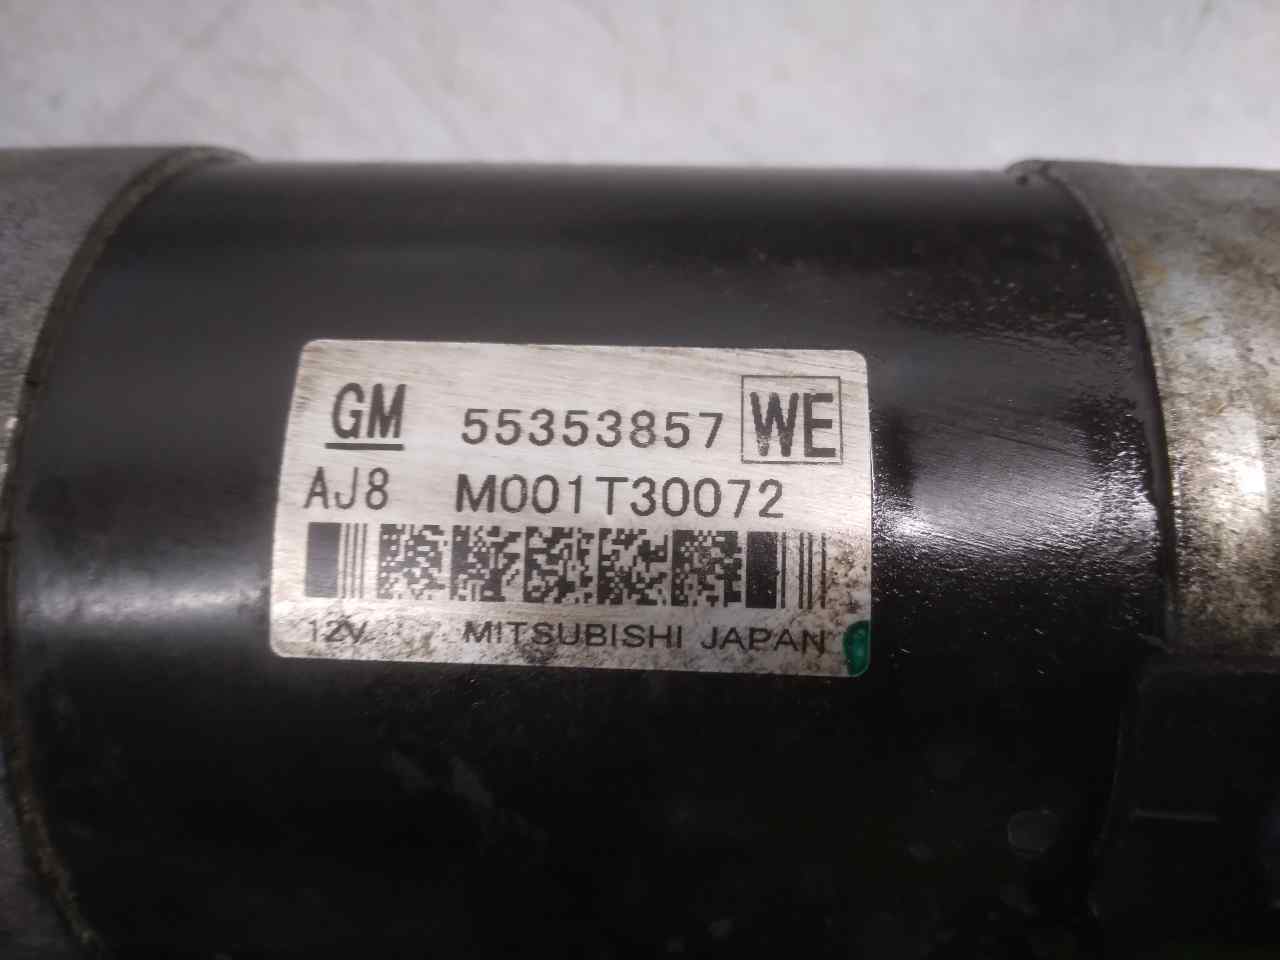 GM 55353857 WE
AJ8 M001T30072
12V MITSUBISHI JAPAN